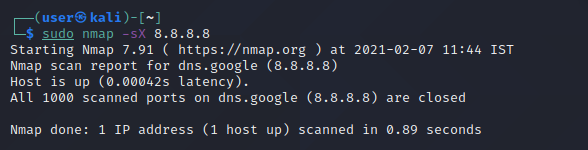 ┌──(user㉿kali)-[~]
└─$ sudo nmap -sX 8.8.8.8
Starting Nmap 7.91 ( https://nmap.org ) at 2021-02-07 11:44 IST
Nmap scan report for dns.google (8.8.8.8)
Host is up (0.00042s latency).
All 1000 scanned ports on dns.google (8.8.8.8) are closed

Nmap done: 1 IP address (1 host up) scanned in 0.89 seconds